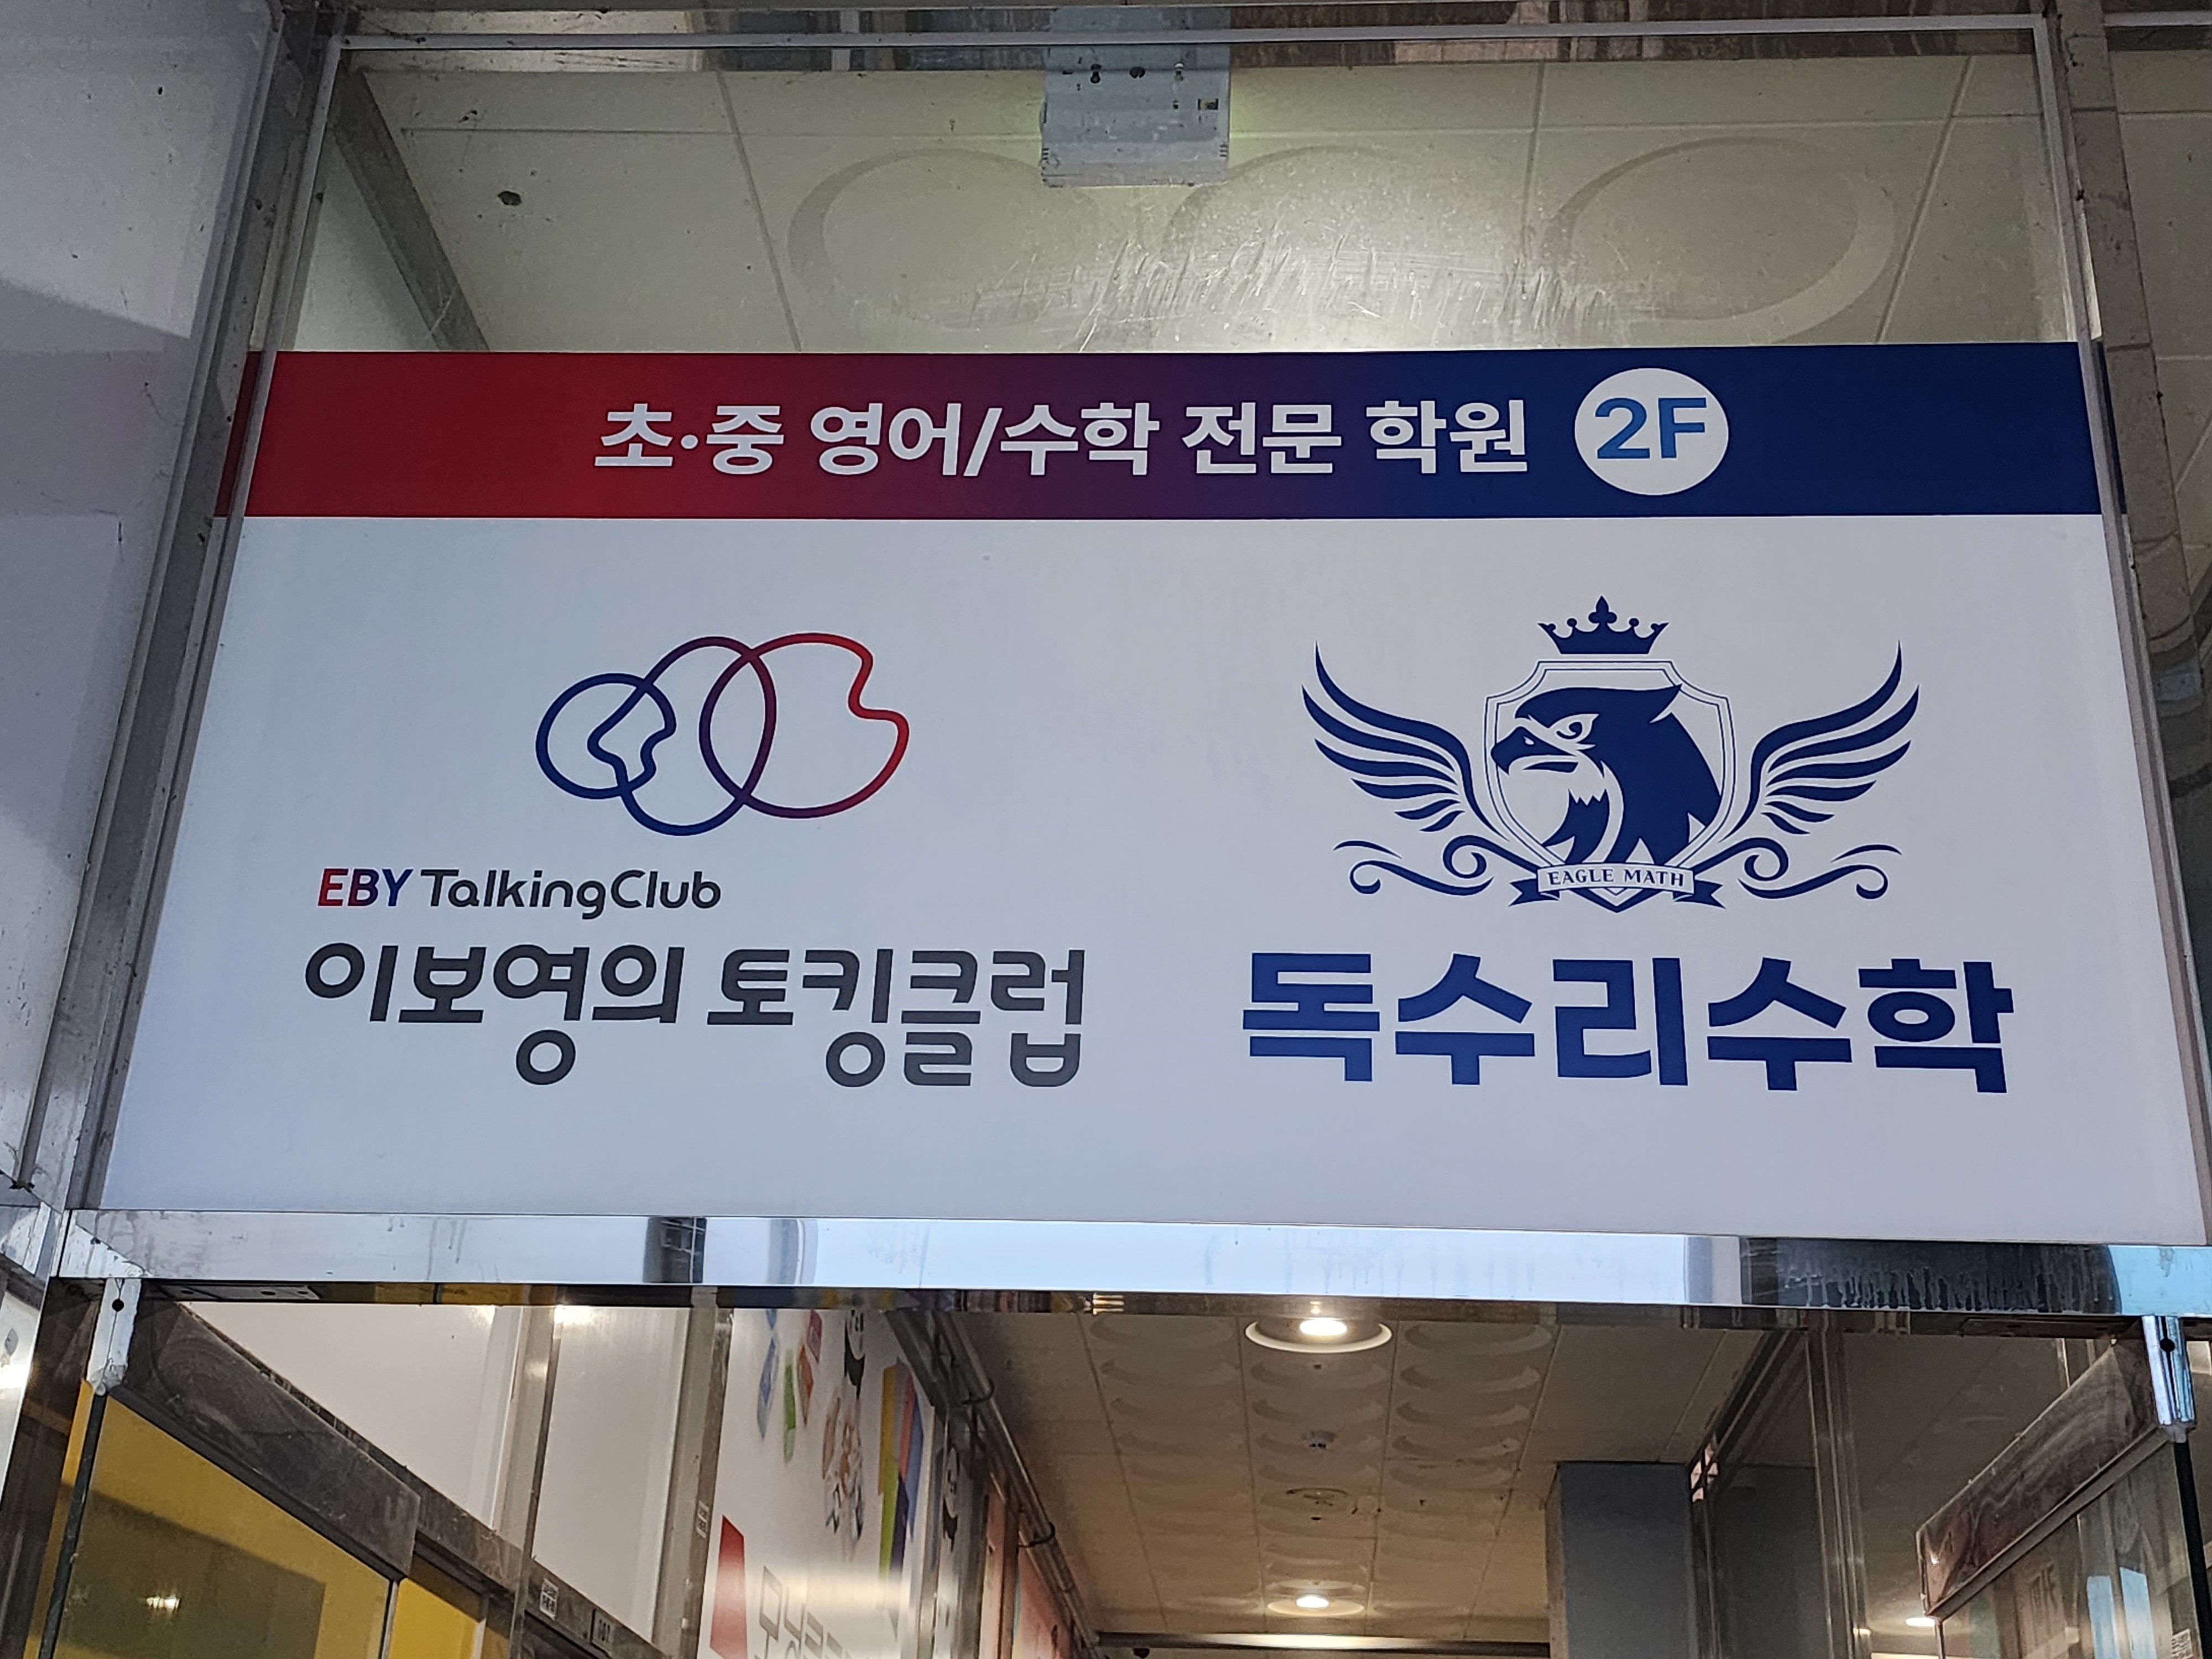 초·중 영어/수학 전문 학원 2F
EBY TalkingClub
이보영의 토킹클럽
EAGLE MATH
독수리수학